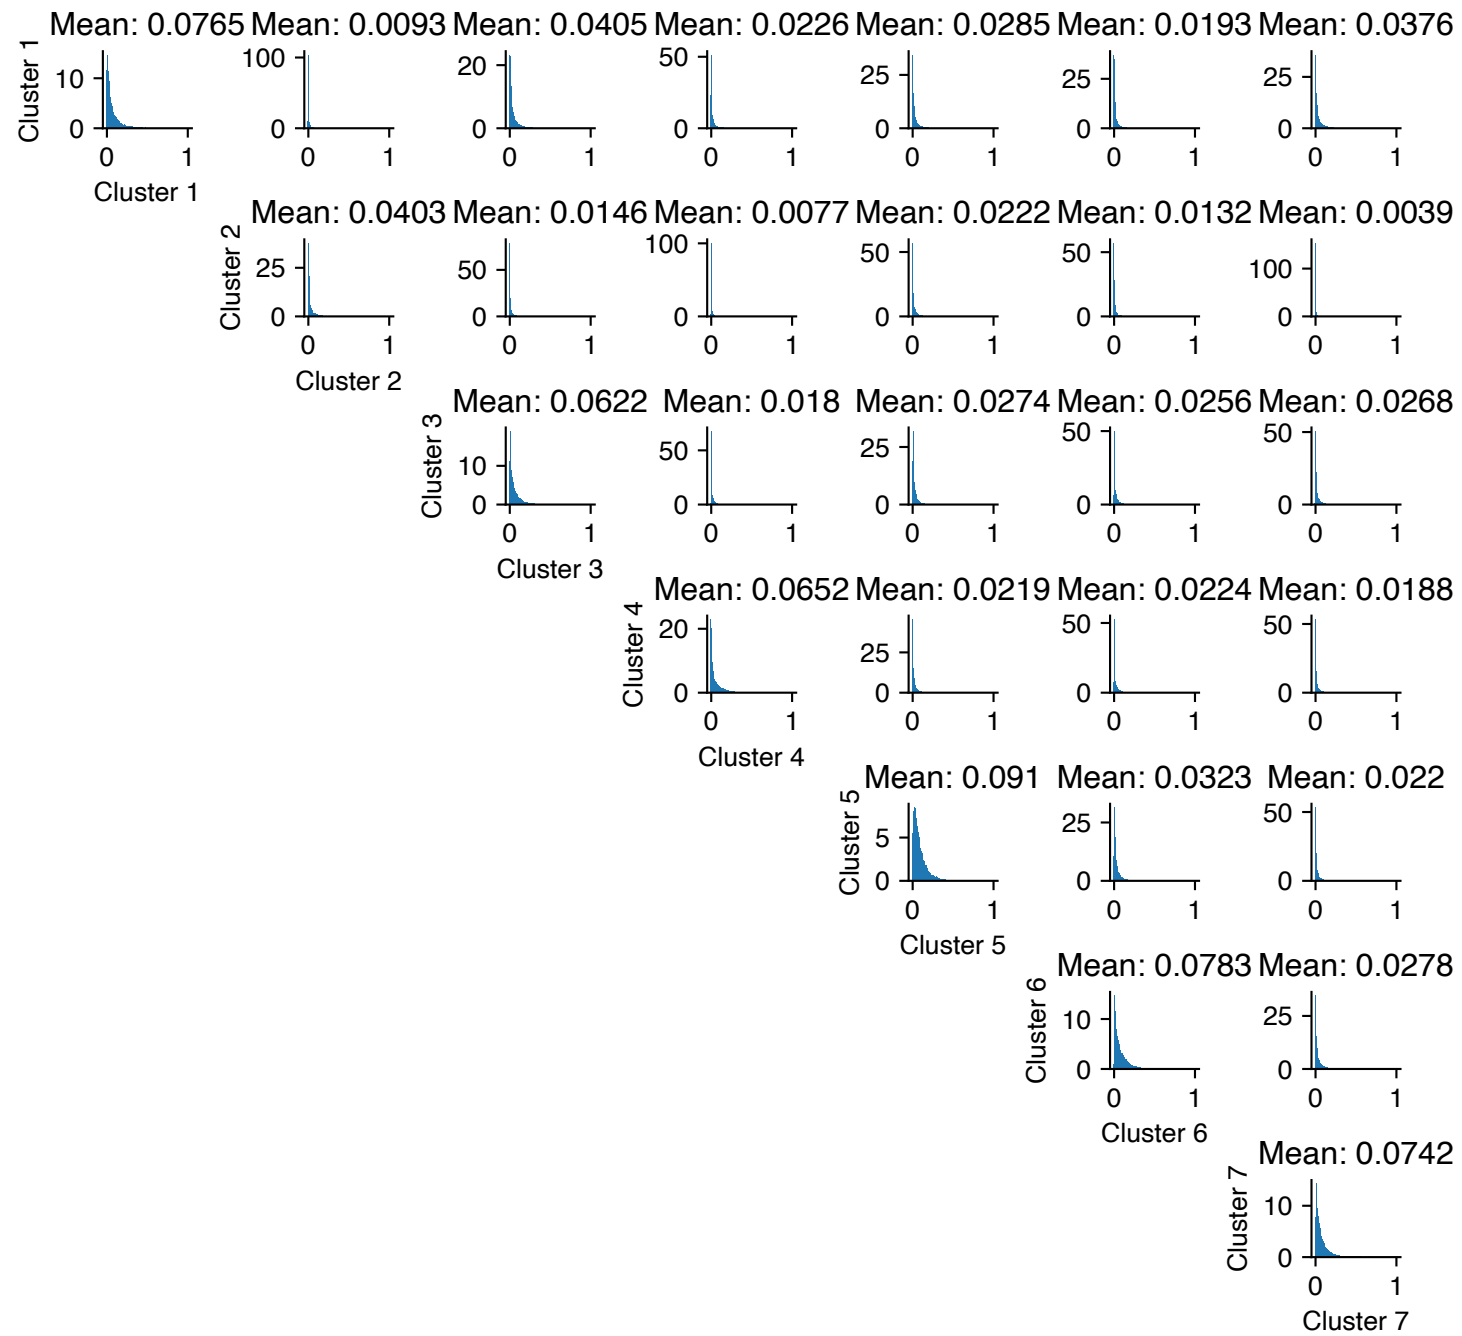 Mean: 0.0765 Mean: 0.0093 Mean: 0.0405 Mean: 0.0226 Mean: 0.0285 Mean: 0.0193 Mean: 0.0376
Cluster 1
10 100 20 50 25 25 25
0 0 0 0 0 0 0
0 1 0 1 0 1 0 1 0 1 0 1 0 1
Cluster 1
Mean: 0.0403 Mean: 0.0146 Mean: 0.0077 Mean: 0.0222 Mean: 0.0132 Mean: 0.0039
Cluster 2
25 50 100 50 50 100
0 0 0 0 0 0
0 1 0 1 0 1 0 1 0 1 0 1
Cluster 2
Mean: 0.0622 Mean: 0.018 Mean: 0.0274 Mean: 0.0256 Mean: 0.0268
Cluster 3
10 50 25 50 50
0 0 0 0 0
0 1 0 1 0 1 0 1 0 1
Cluster 3
Mean: 0.0652 Mean: 0.0219 Mean: 0.0224 Mean: 0.0188
Cluster 4
20 25 50 50
0 0 0 0
0 1 0 1 0 1 0 1
Cluster 4
Mean: 0.091 Mean: 0.0323 Mean: 0.022
Cluster 5
5 25 50
0 0 0
0 1 0 1 0 1
Cluster 5
Mean: 0.0783 Mean: 0.0278
Cluster 6
10 25
0 0
0 1 0 1
Cluster 6
Mean: 0.0742
Cluster 7
10
0
0 1
Cluster 7